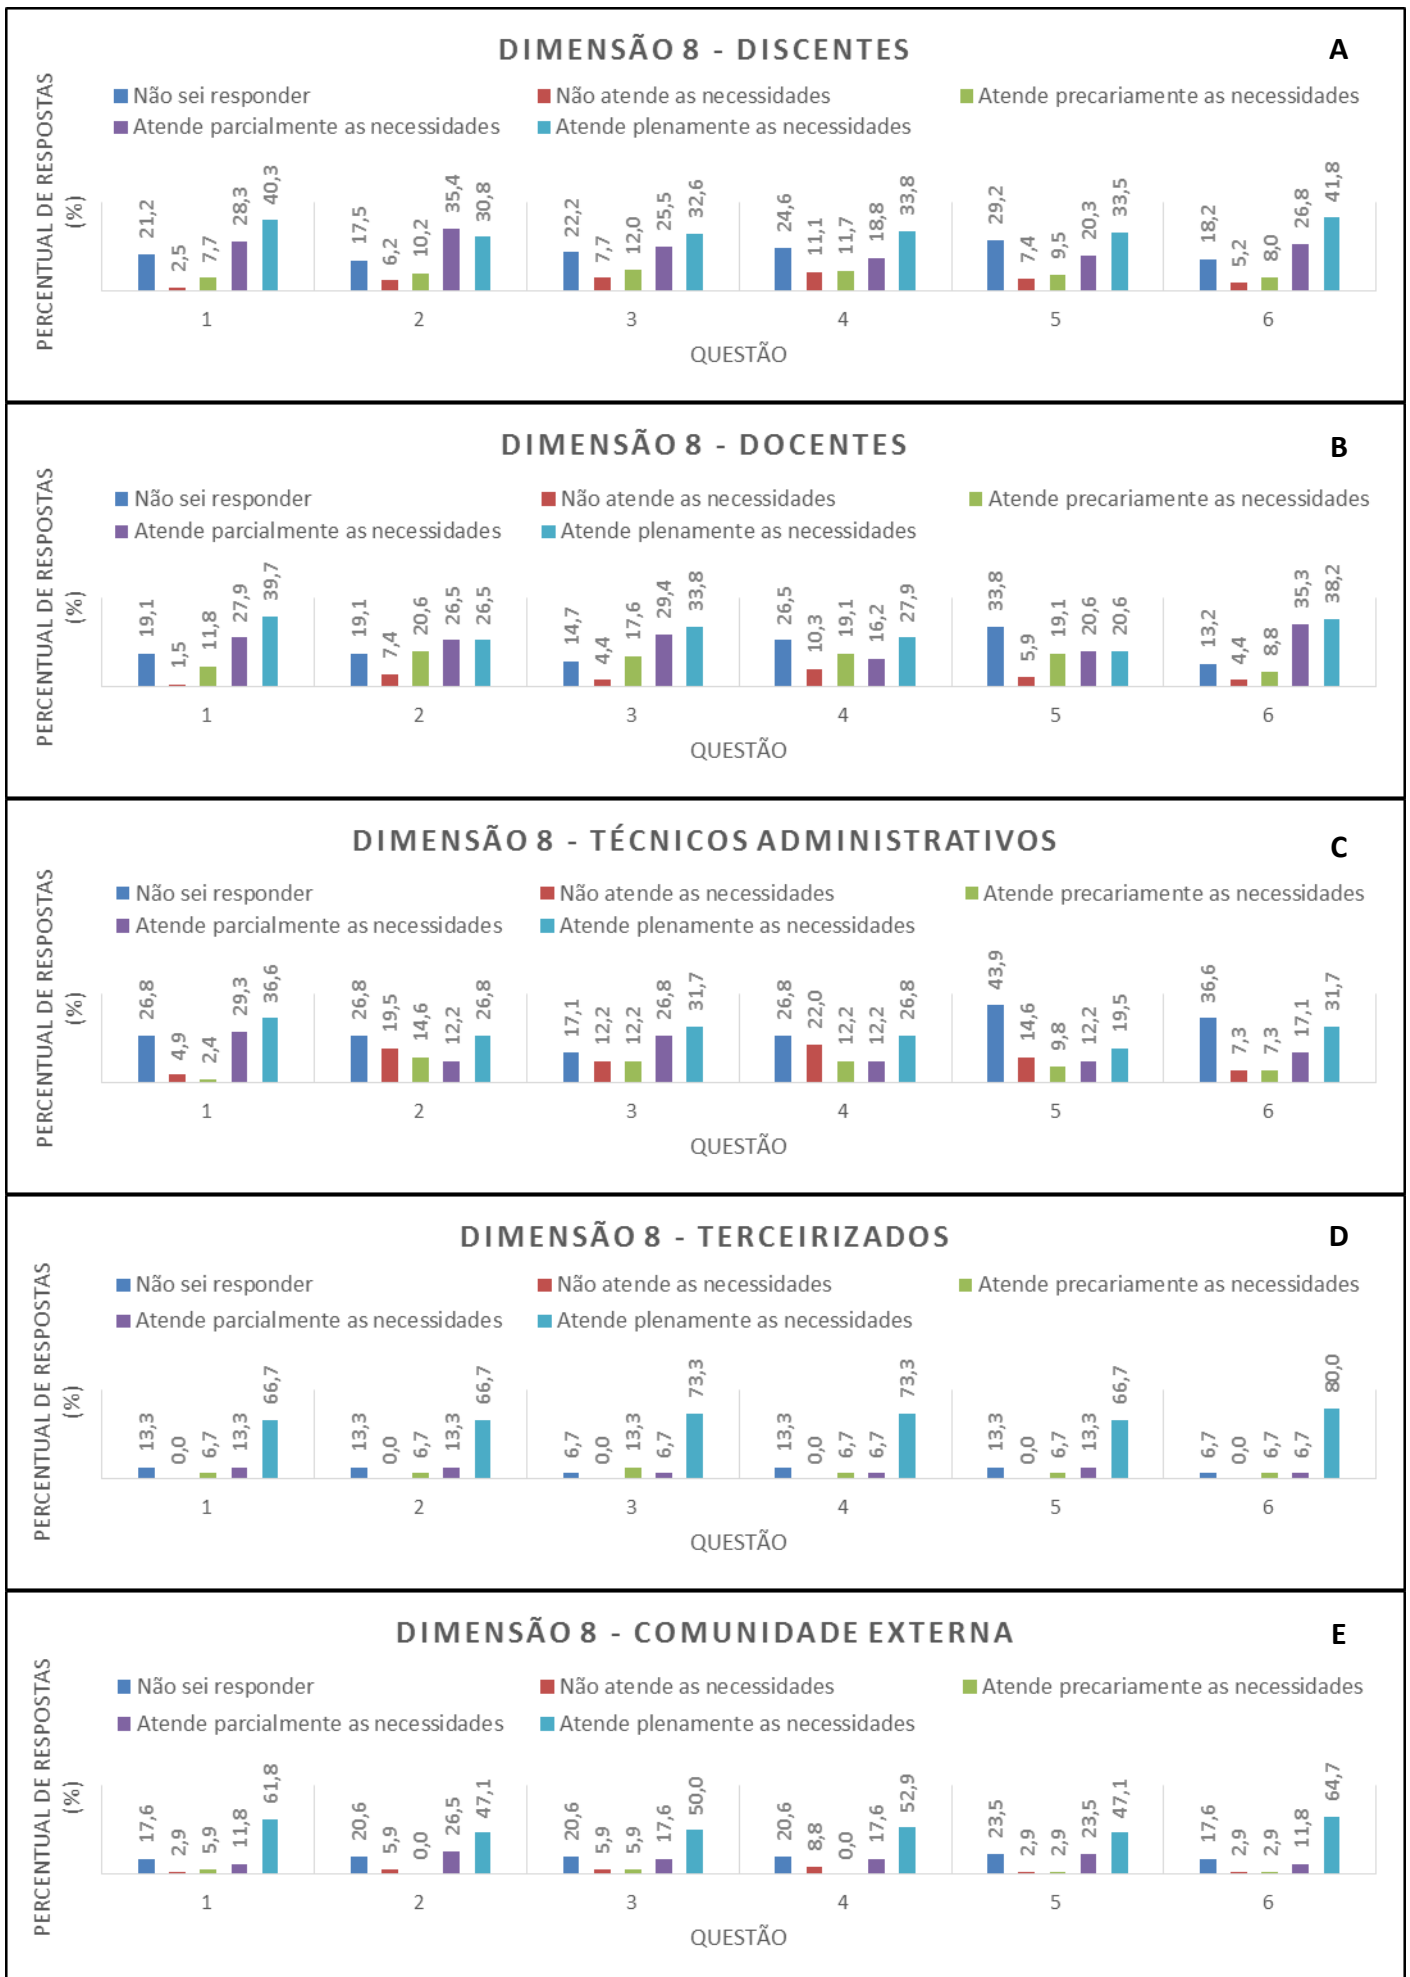 DIMENSÃO 8 - DISCENTES
A
Não sei responder
Não atende as necessidades
Atende precariamente as necessidades
Atende parcialmente as necessidades
Atende plenamente as necessidades
PERCENTUAL DE RESPOSTAS
(%)
21,2 2,5 7,7 28,3 40,3
17,5 6,2 10,2 35,4 30,8
22,2 7,7 12,0 25,5 32,6
24,6 11,1 11,7 18,8 33,8
29,2 7,4 9,5 20,3 33,5
18,2 5,2 8,0 26,8 41,8
1 2 3 4 5 6
QUESTÃO
DIMENSÃO 8 - DOCENTES
B
Não sei responder
Não atende as necessidades
Atende precariamente as necessidades
Atende parcialmente as necessidades
Atende plenamente as necessidades
PERCENTUAL DE RESPOSTAS
(%)
19,1 1,5 11,8 27,9 39,7
19,1 7,4 20,6 26,5 26,5
14,7 4,4 17,6 29,4 33,8
26,5 10,3 19,1 16,2 27,9
33,8 5,9 19,1 20,6 20,6
13,2 4,4 8,8 35,3 38,2
1 2 3 4 5 6
QUESTÃO
DIMENSÃO 8 - TÉCNICOS ADMINISTRATIVOS
C
Não sei responder
Não atende as necessidades
Atende precariamente as necessidades
Atende parcialmente as necessidades
Atende plenamente as necessidades
PERCENTUAL DE RESPOSTAS
(%)
26,8 4,9 2,4 29,3 36,6
26,8 19,5 14,6 12,2 26,8
17,1 12,2 12,2 26,8 31,7
26,8 22,0 12,2 12,2 26,8
43,9 14,6 9,8 12,2 19,5
36,6 7,3 7,3 17,1 31,7
1 2 3 4 5 6
QUESTÃO
DIMENSÃO 8 - TERCEIRIZADOS
D
Não sei responder
Não atende as necessidades
Atende precariamente as necessidades
Atende parcialmente as necessidades
Atende plenamente as necessidades
PERCENTUAL DE RESPOSTAS
(%)
13,3 0,0 6,7 13,3 66,7
13,3 0,0 6,7 13,3 66,7
6,7 0,0 13,3 6,7 73,3
13,3 0,0 6,7 6,7 73,3
13,3 0,0 6,7 13,3 66,7
6,7 0,0 6,7 6,7 80,0
1 2 3 4 5 6
QUESTÃO
DIMENSÃO 8 - COMUNIDADE EXTERNA
E
Não sei responder
Não atende as necessidades
Atende precariamente as necessidades
Atende parcialmente as necessidades
Atende plenamente as necessidades
PERCENTUAL DE RESPOSTAS
(%)
17,6 2,9 5,9 11,8 61,8
20,6 5,9 0,0 26,5 47,1
20,6 5,9 5,9 17,6 50,0
20,6 8,8 0,0 17,6 52,9
23,5 2,9 2,9 23,5 47,1
17,6 2,9 2,9 11,8 64,7
1 2 3 4 5 6
QUESTÃO